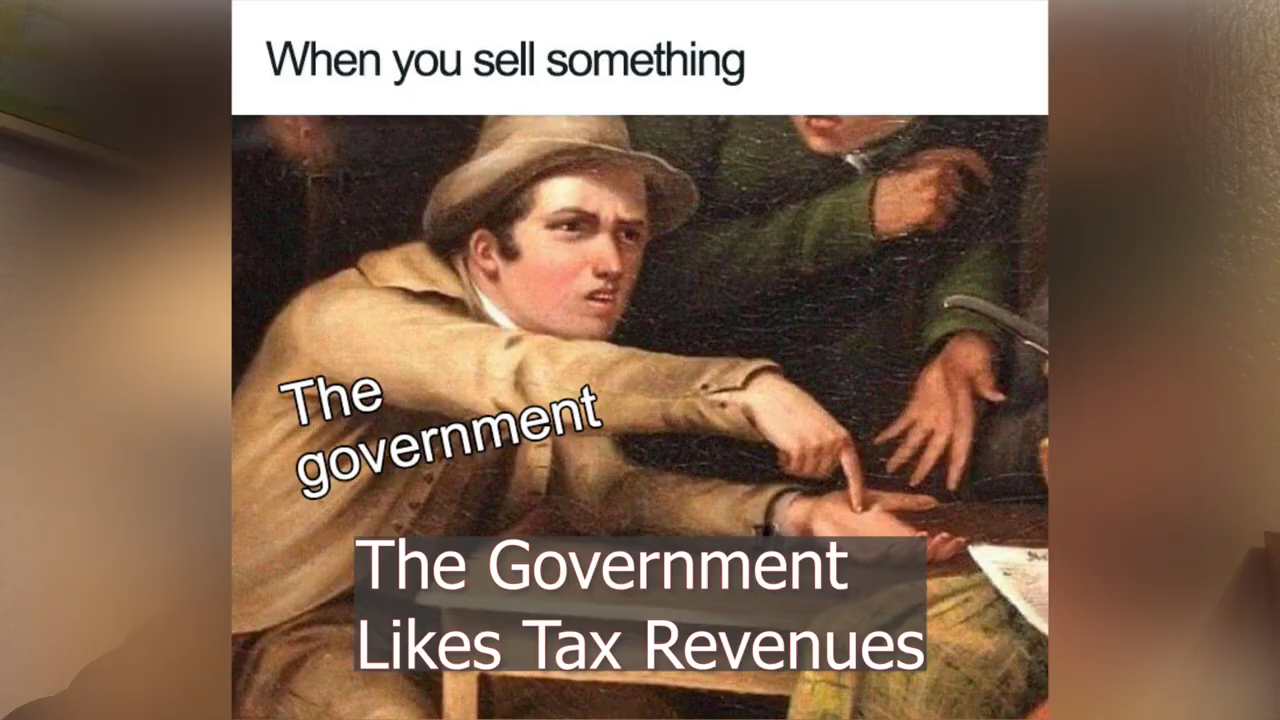 When you sell something
The
government
The Government
Likes Tax Revenues